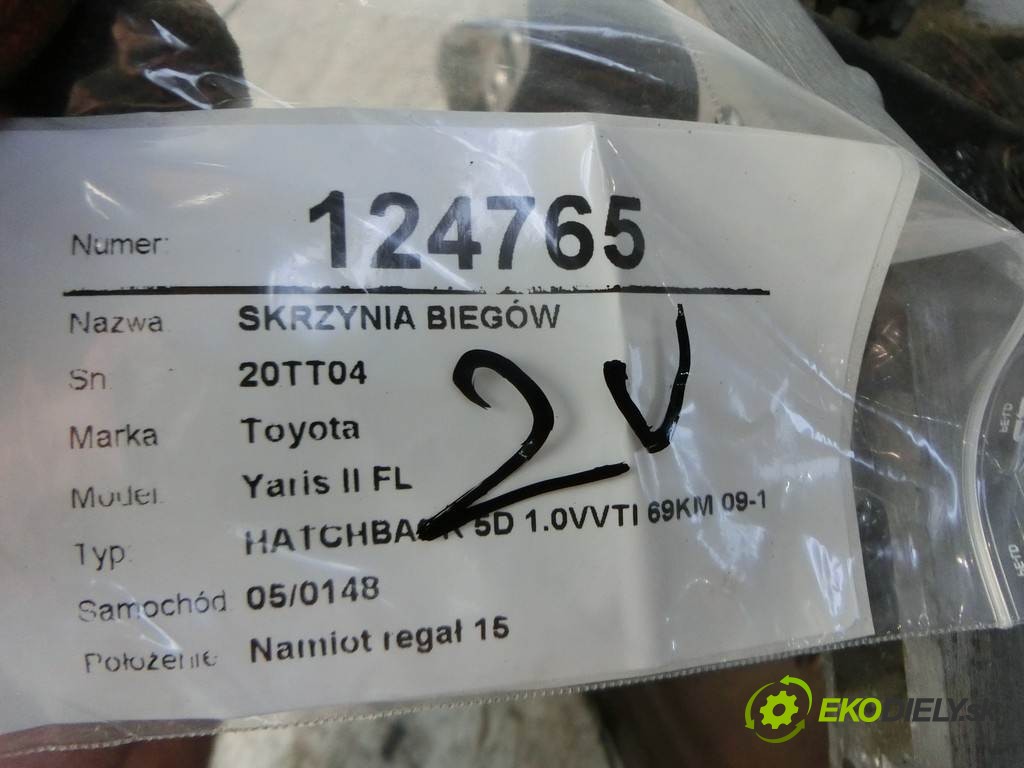 Numer: 124765
Nazwa SKRZYNIA BIEGÓW
Sn 20TT04
Marka Toyota
Model Yaris II FL
Typ: HATCHBACK 5D 1.0VVTI 69KM 09-1
Samochód 05/0148
Położenie Namiot regał 15
2V
EKODIELY.SK